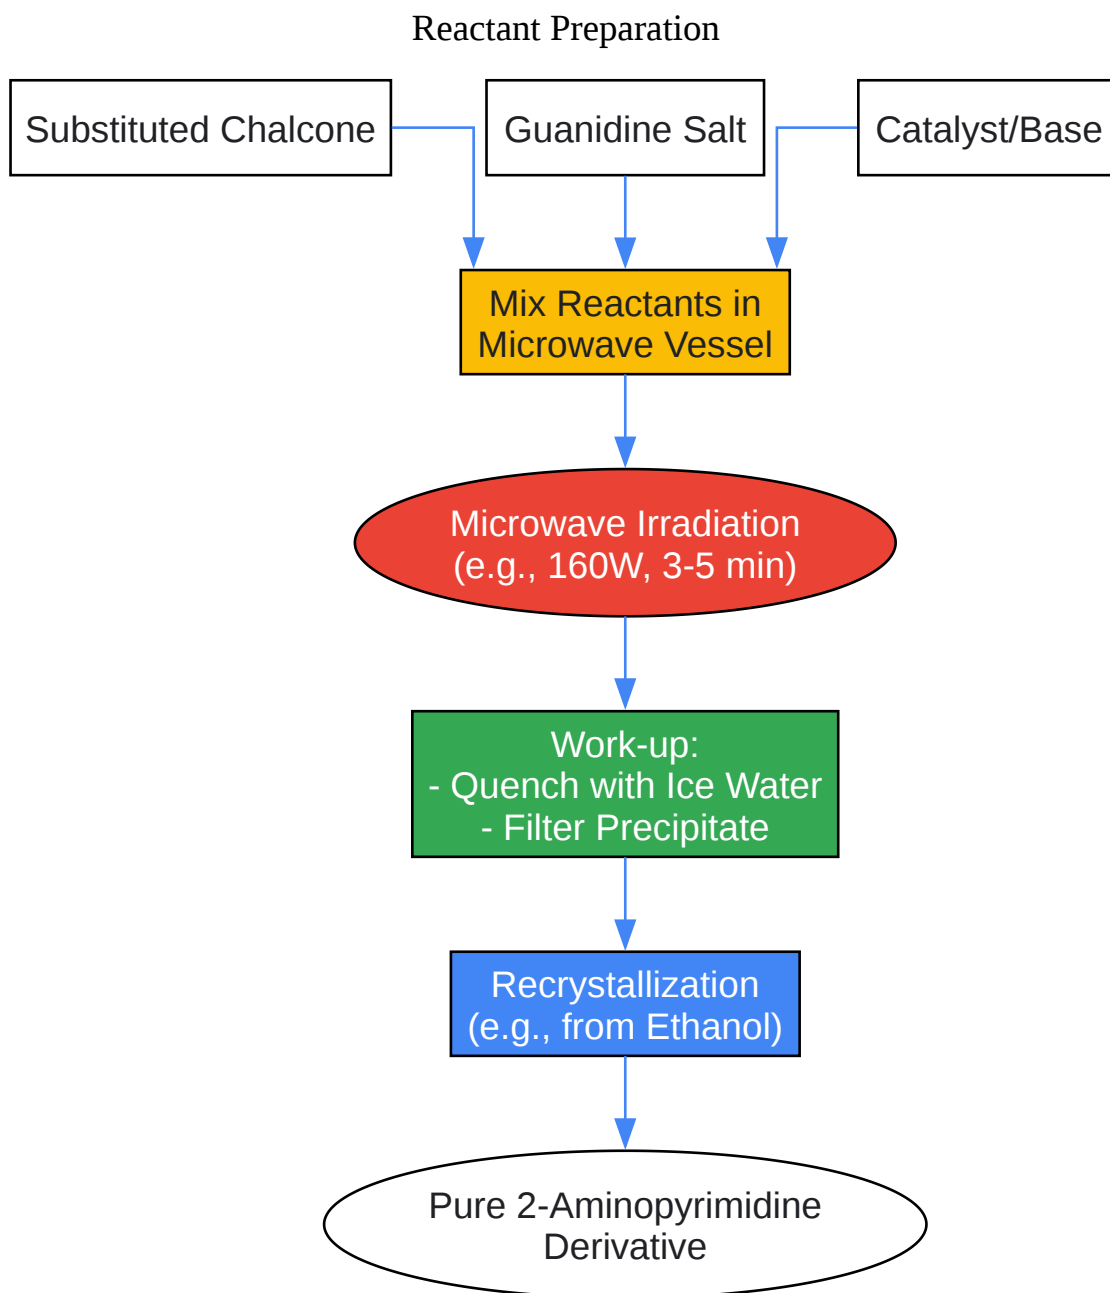 Reactant Preparation
Substituted Chalcone
Guanidine Salt
Catalyst/Base
Mix Reactants in
Microwave Vessel
Microwave Irradiation
(e.g., 160W, 3-5 min)
Work-up:
- Quench with Ice Water
- Filter Precipitate
Recrystallization
(e.g., from Ethanol)
Pure 2-Aminopyrimidine
Derivative